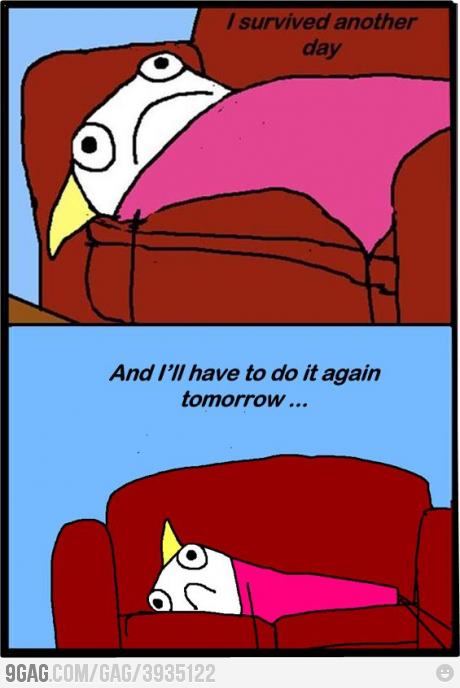 I survived another
day
And I'll have to do it again
tomorrow ...
9GAG.COM/GAG/3935122